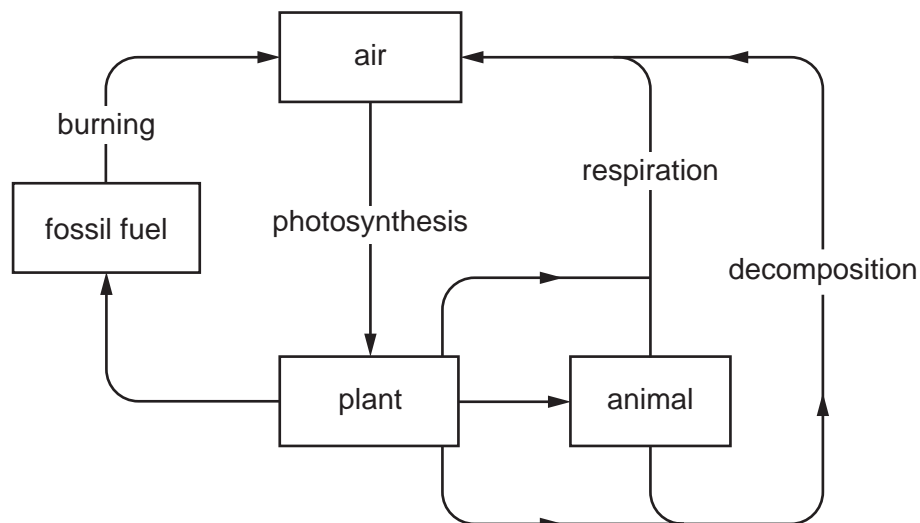 air
burning
respiration
photosynthesis
fossil fuel
decomposition
plant
animal